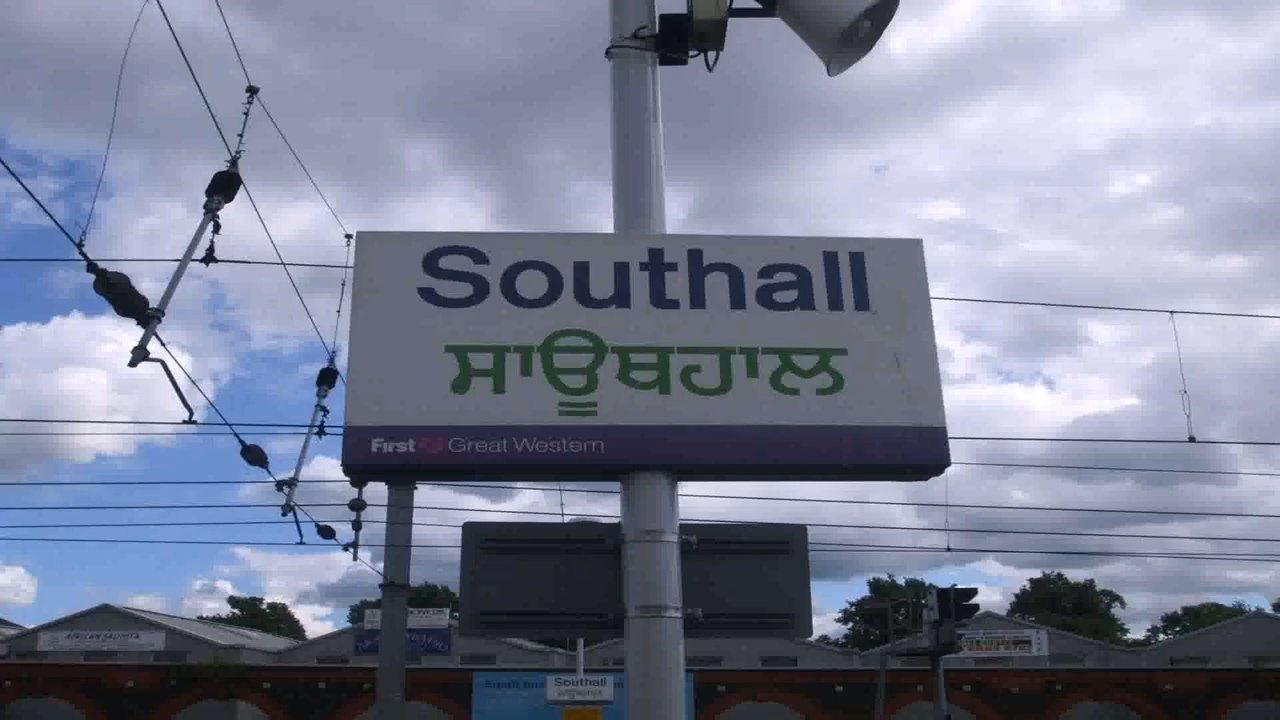 Southall
ਸਾਊਥਹਾਲ
First Great Western
Southall